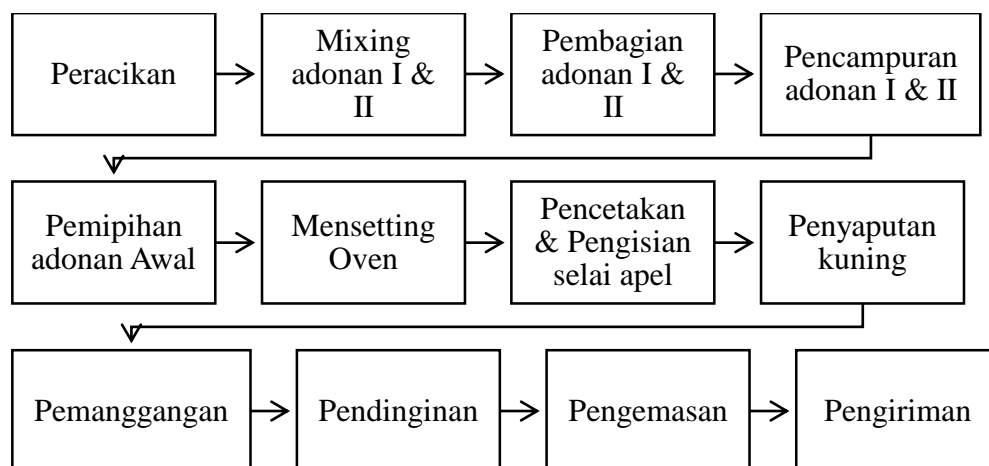 Peracikan
Mixing
adonan I &
II
Pembagian
adonan I &
II
Pencampuran
adonan I & II
Pemipihan
adonan Awal
Mensetting
Oven
Pencetakan
& Pengisian
selai apel
Penyaputan
kuning
Pemanggangan
Pendinginan
Pengemasan
Pengiriman